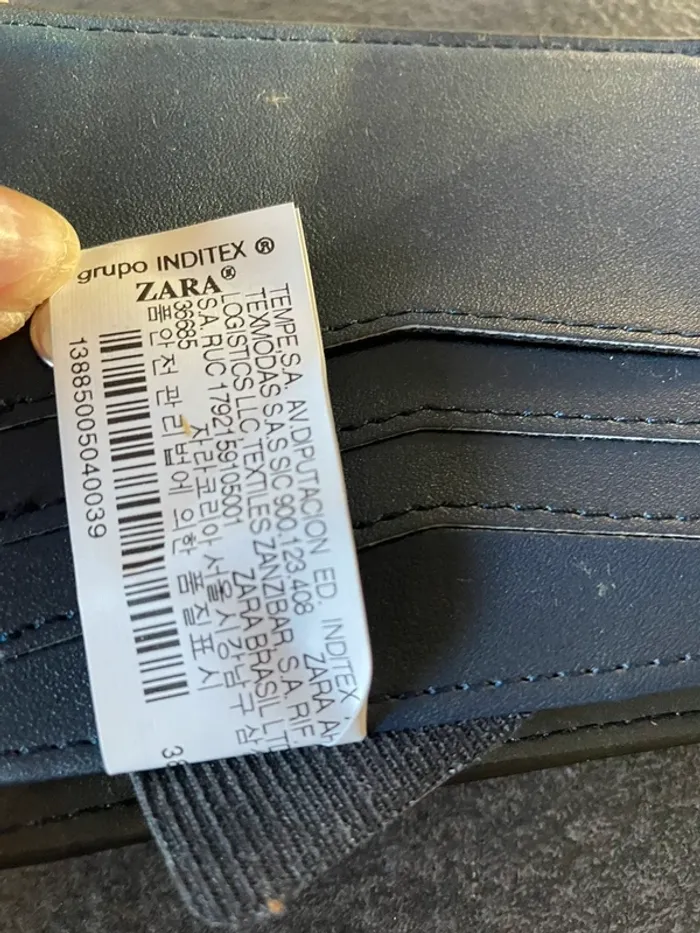 grupo INDITEX ®
ZARA®
TEMPE,S.A. AV.DIPUTACION ED. INDITEX
TEXMODAS S.A.S SIC 900.123.408 ZARA
LOGISTICS LLC, TEXTILES ZANZIBAR, S.A. RIF
S.A. RUC 1792159105001 ZARA BRASIL
36685 자라코리아 서울시 강남구 삼
품안전 관리법에 의한 품질표시
13885005040039